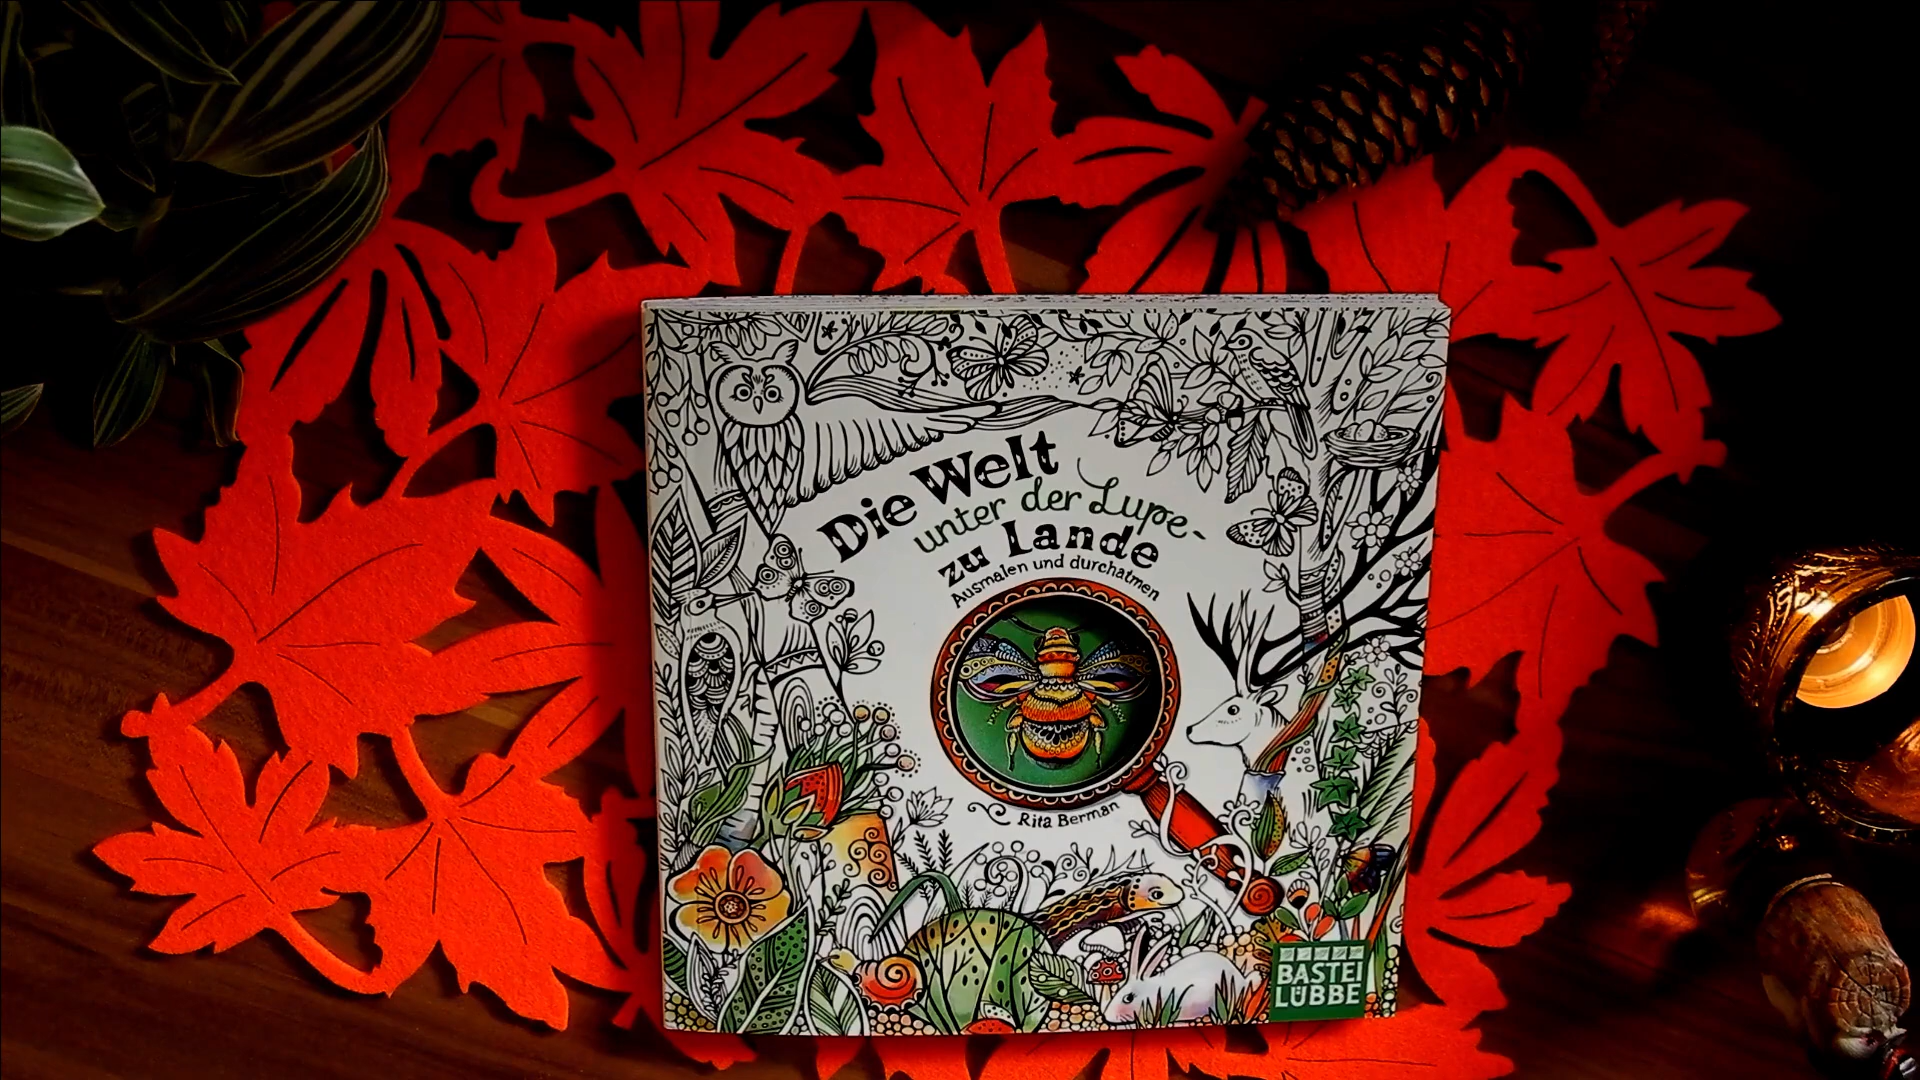 Die Welt
unter der Lupe-
zu Lande
Ausmalen und durchatmen
Rita Berman
BASTEI
LÜBBE